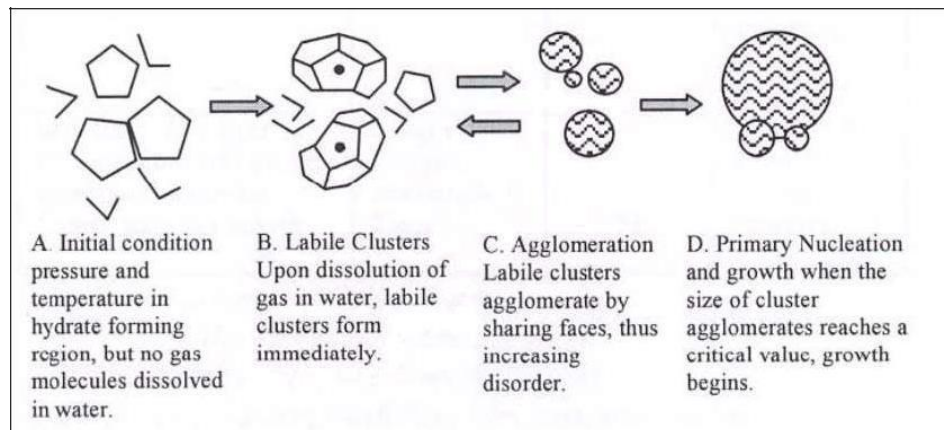 A. Initial condition
pressure and
temperature in
hydrate forming
region, but no gas
molecules dissolved
in water.
B. Labile Clusters
Upon dissolution of
gas in water, labile
clusters form
immediately.
C. Agglomeration
Labile clusters
agglomerate by
sharing faces, thus
increasing
disorder.
D. Primary Nucleation
and growth when the
size of cluster
agglomerates reaches a
critical value, growth
begins.